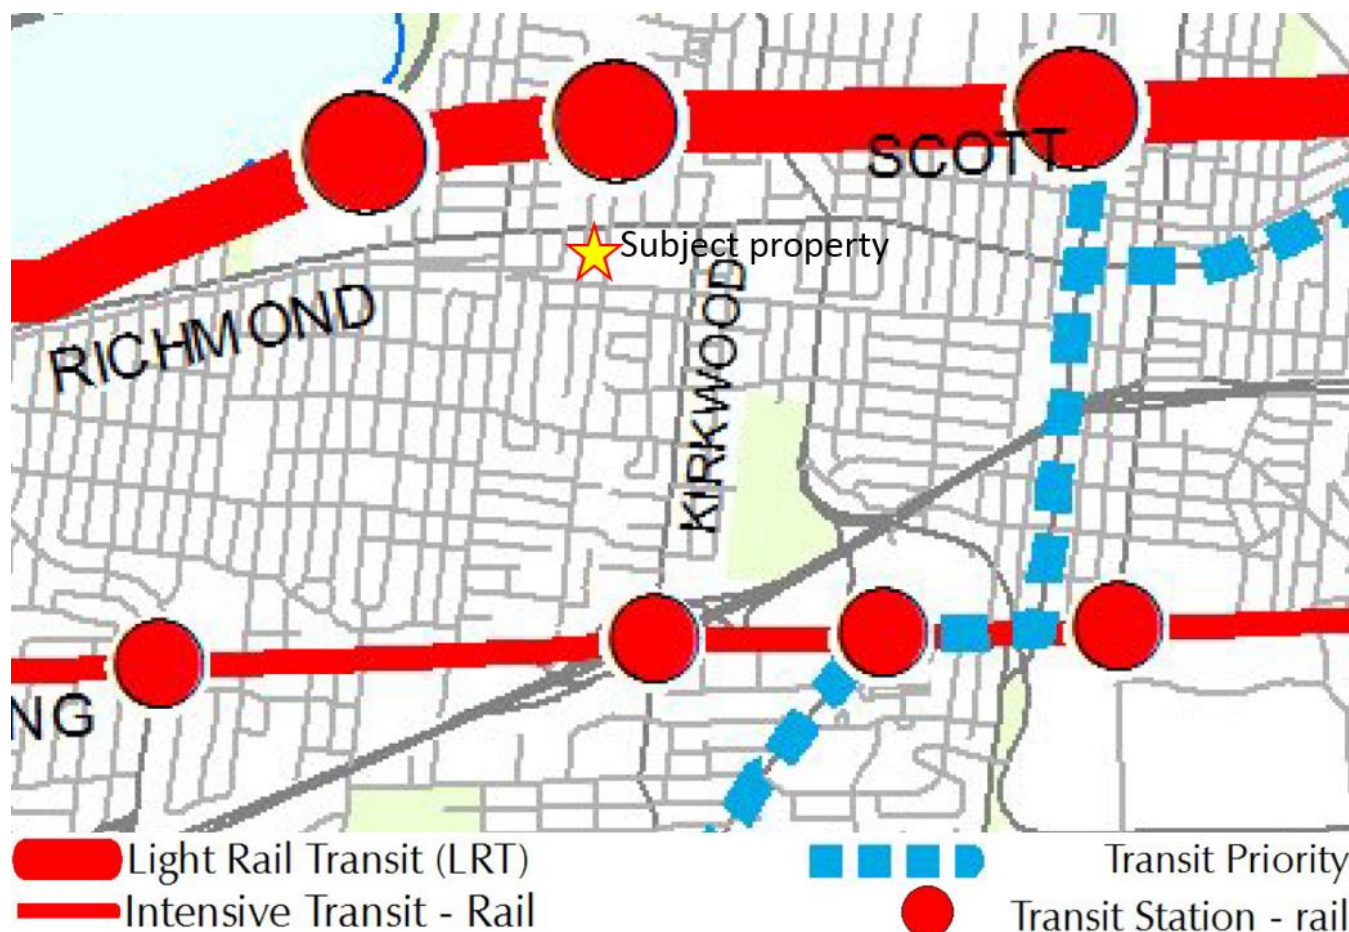 SCOTT
Subject property
RICHMOND
KIRKWOOD
NG
Light Rail Transit (LRT)
Transit Priority
Intensive Transit - Rail
Transit Station - rail